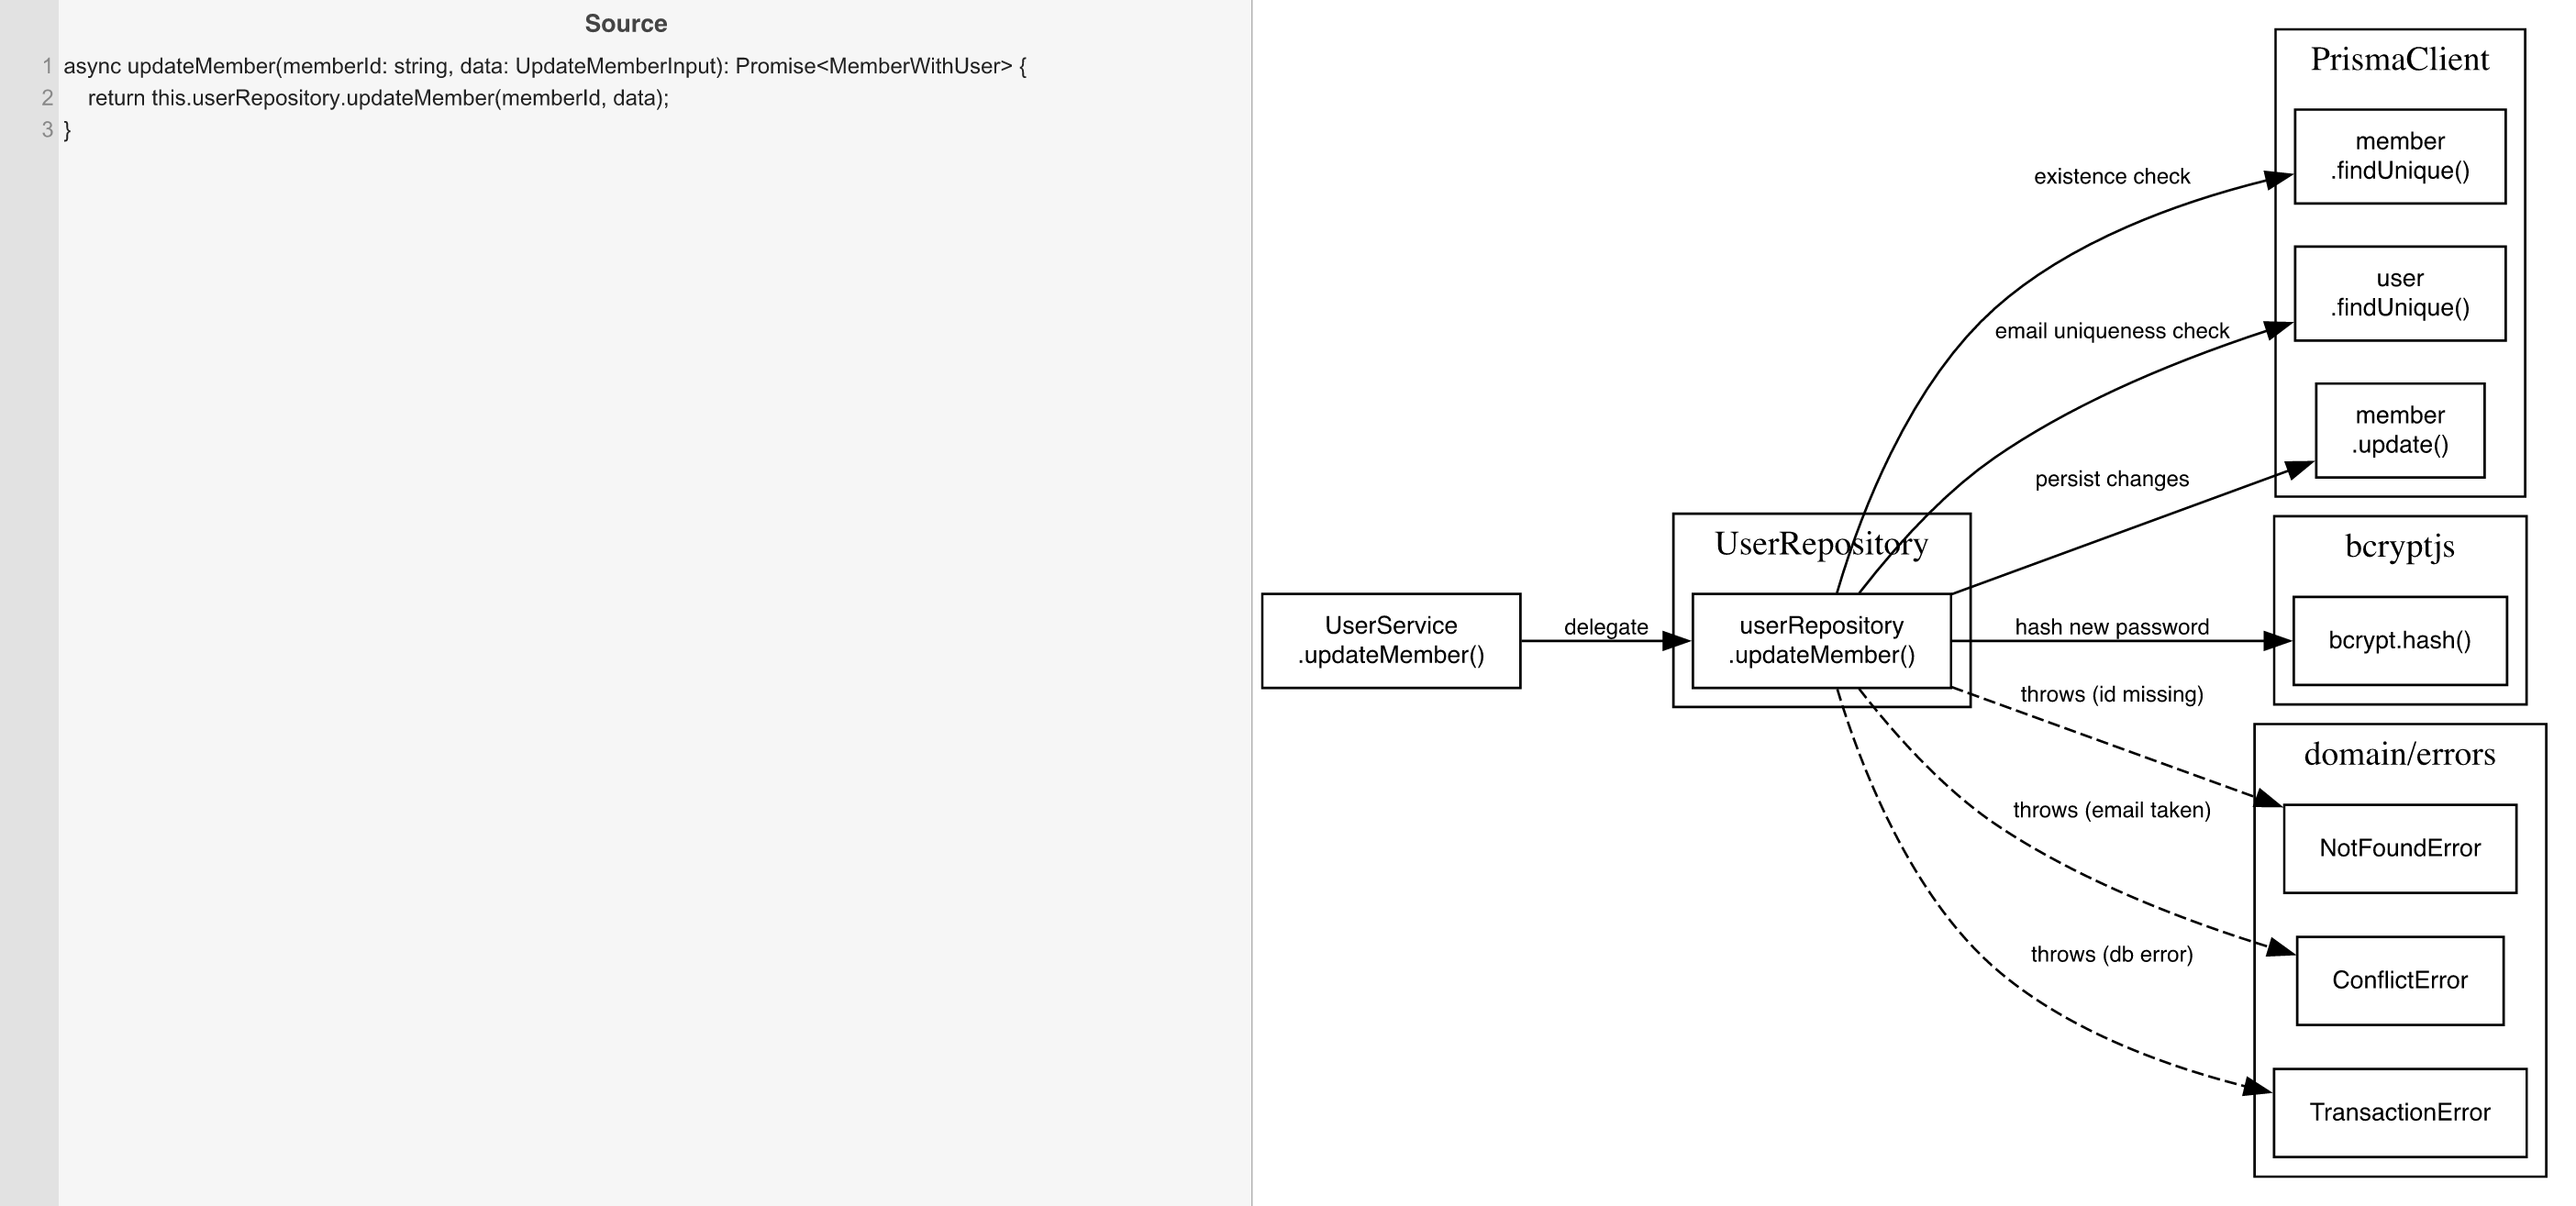 Source
1 async updateMember(memberId: string, data: UpdateMemberInput): Promise<MemberWithUser> {
2 return this.userRepository.updateMember(memberId, data);
3 }
PrismaClient
member
.findUnique()
existence check
user
.findUnique()
email uniqueness check
member
.update()
persist changes
UserRepository
bcryptjs
UserService
.updateMember()
delegate
userRepository
.updateMember()
hash new password
bcrypt.hash()
throws (id missing)
domain/errors
throws (email taken)
NotFoundError
throws (db error)
ConflictError
TransactionError